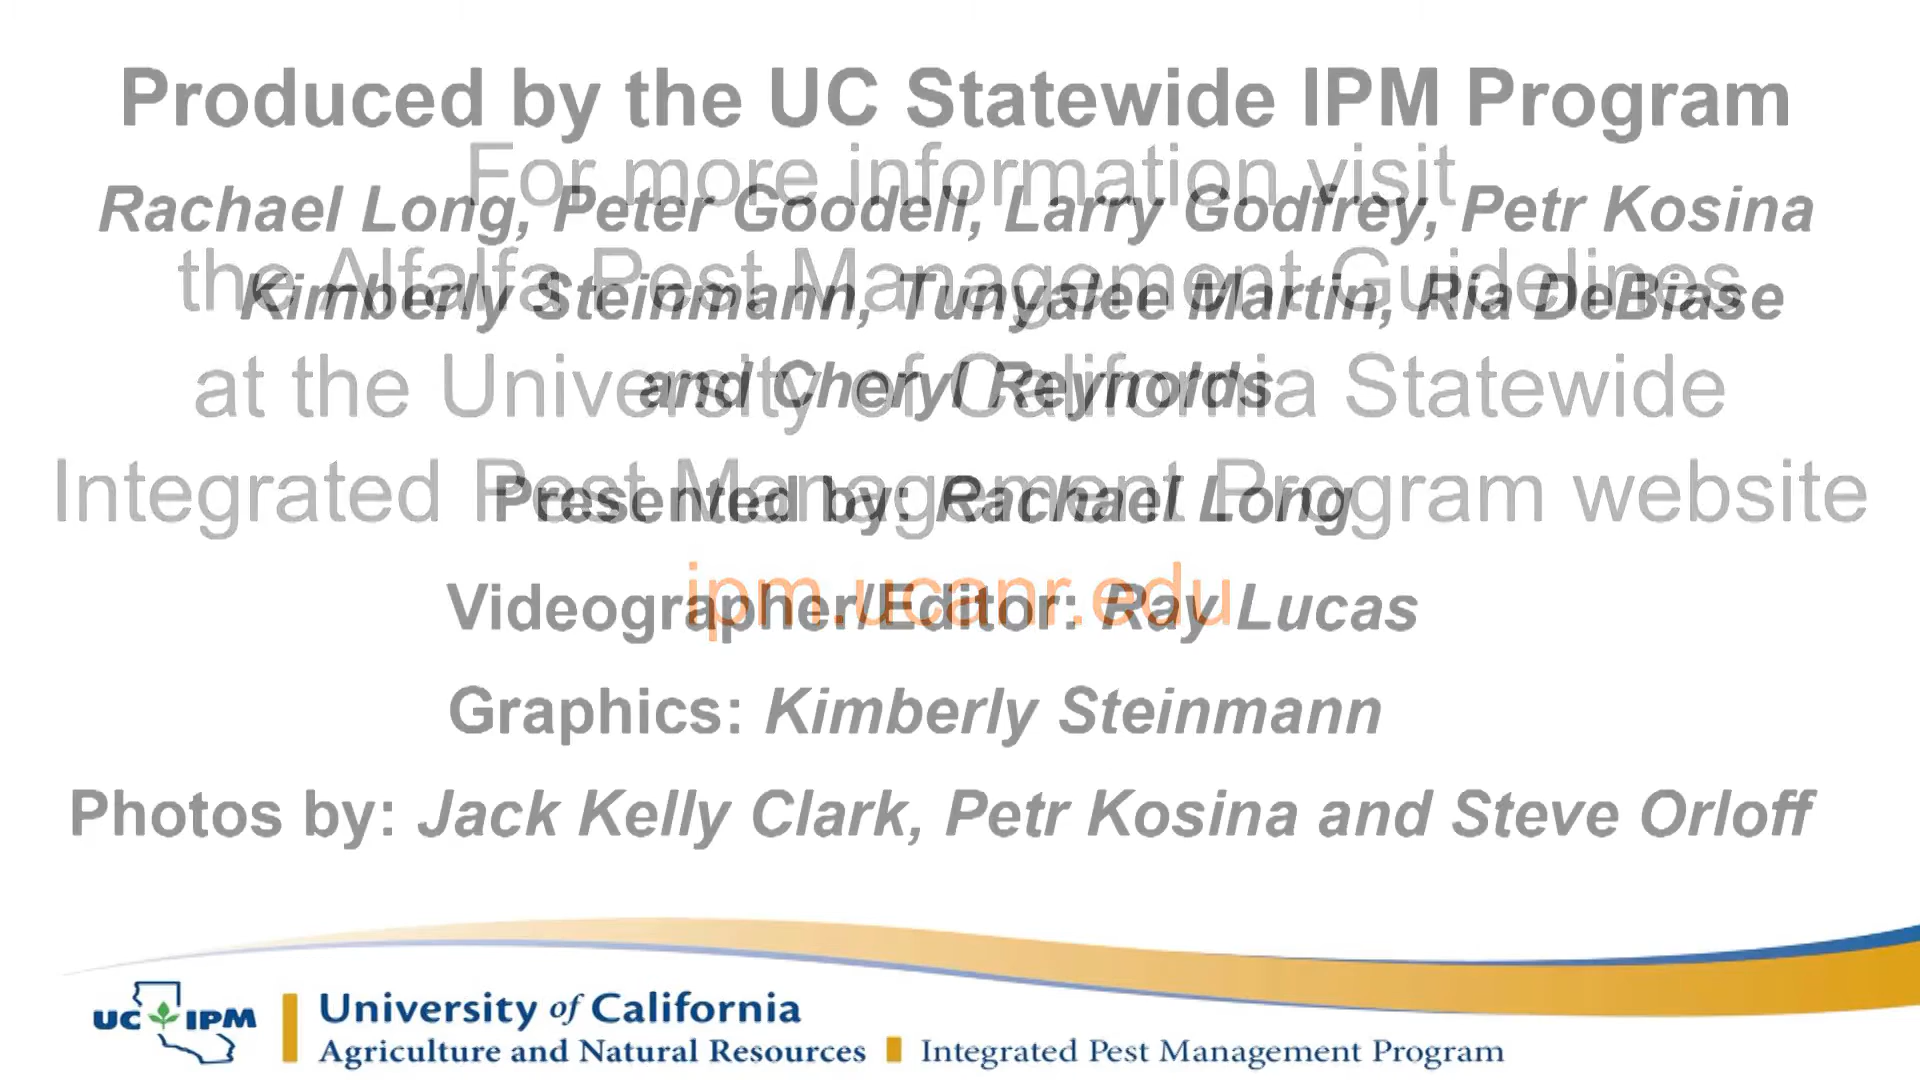 Produced by the UC Statewide IPM Program
For more information visit
Rachael Long, Peter Goodell, Larry Godfrey, Petr Kosina
the Alfalfa Pest Management Guidelines
Kimberly Steinmann, Tunyalee Martin, Ria DeBiase
at the University of California Statewide
and Cheryl Reynolds
Integrated Pest Management Program website
Presented by: Rachael Long
ipm.ucanr.edu
Videographer/Editor: Ray Lucas
Graphics: Kimberly Steinmann
Photos by: Jack Kelly Clark, Petr Kosina and Steve Orloff
UC IPM
University of California
Agriculture and Natural Resources Integrated Pest Management Program